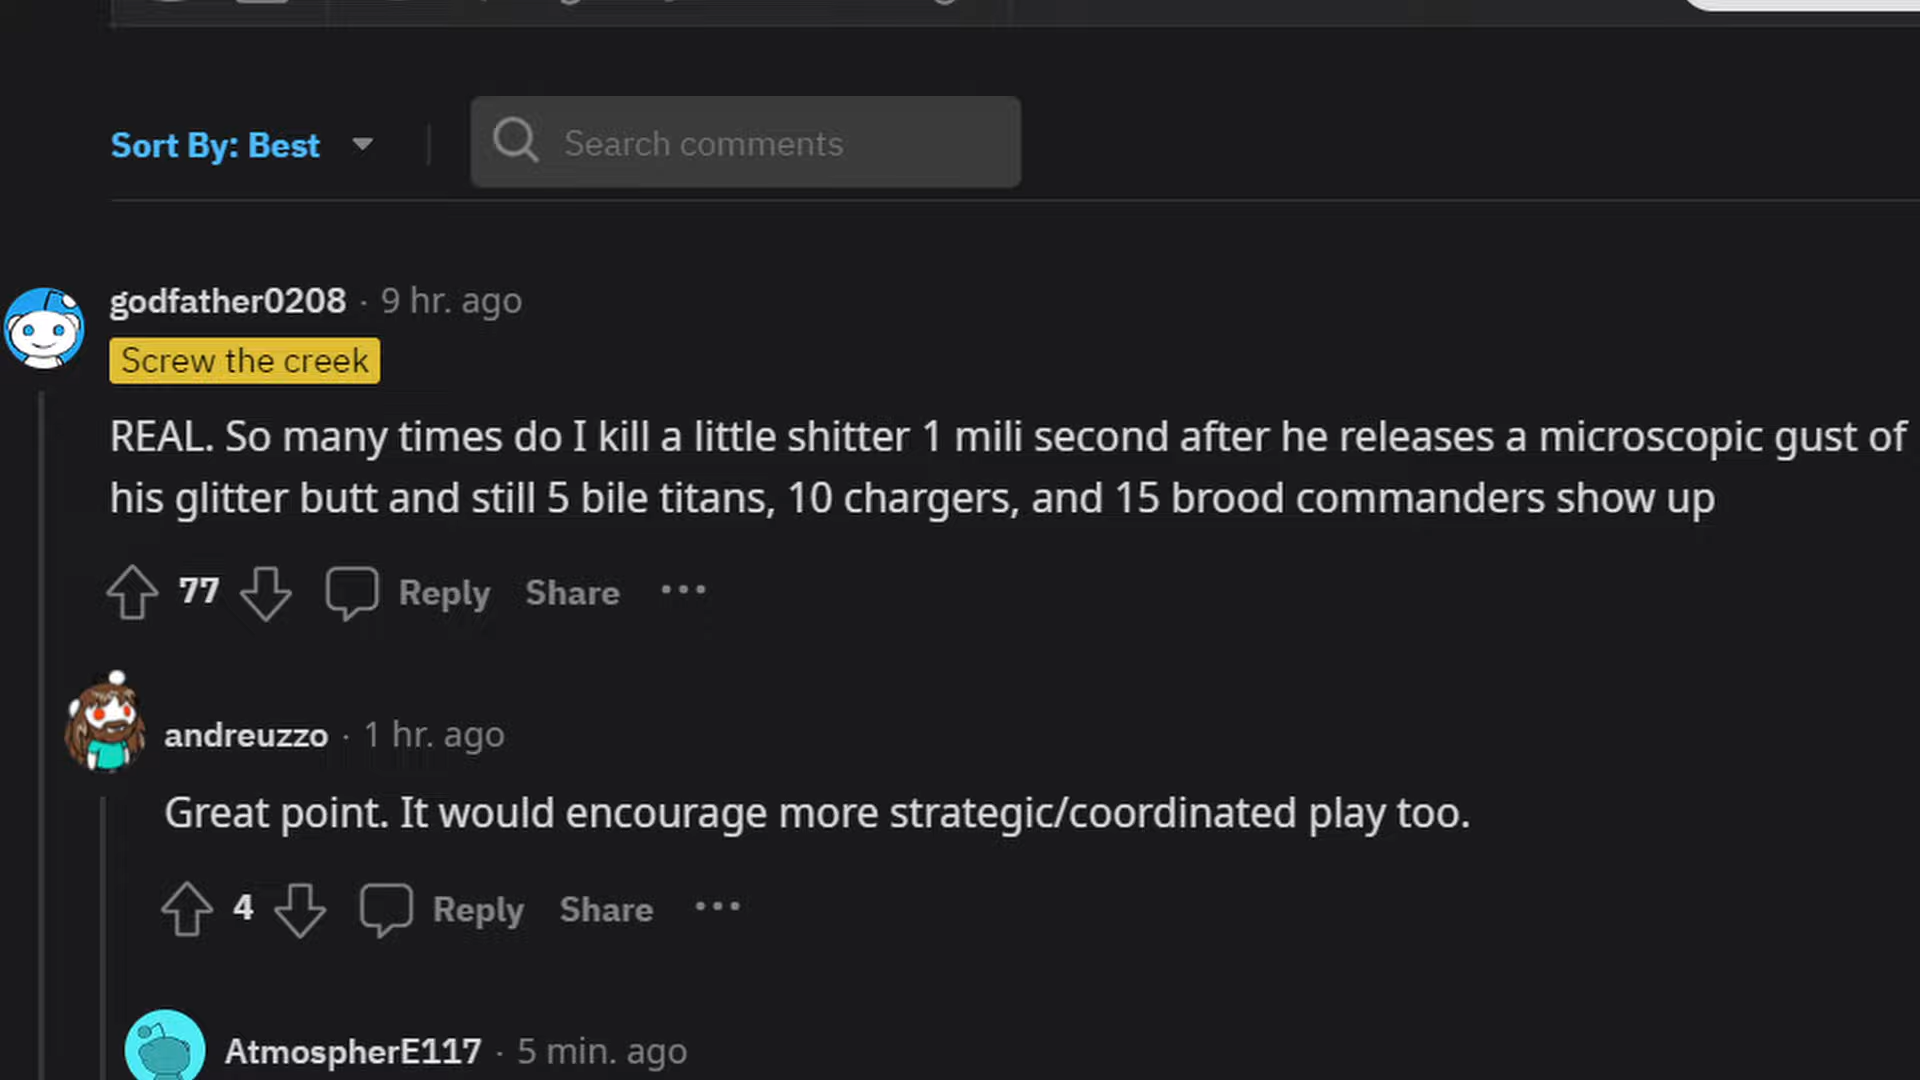 Sort By: Best
Search comments
godfather0208 · 9 hr. ago
Screw the creek
REAL. So many times do I kill a little shitter 1 mili second after he releases a microscopic gust of
his glitter butt and still 5 bile titans, 10 chargers, and 15 brood commanders show up
77 Reply Share ···
andreuzzo · 1 hr. ago
Great point. It would encourage more strategic/coordinated play too.
4 Reply Share ···
AtmospherE117 · 5 min. ago